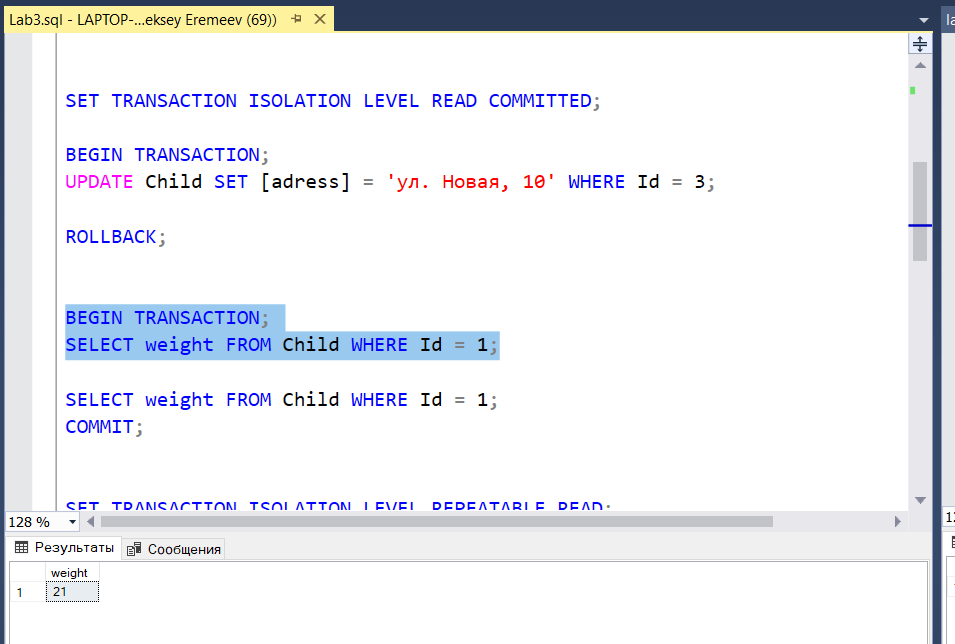 Lab3.sql - LAPTOP-...eksey Eremeev (69))
SET TRANSACTION ISOLATION LEVEL READ COMMITTED;
BEGIN TRANSACTION;
UPDATE Child SET [adress] = 'ул. Новая, 10' WHERE Id = 3;
ROLLBACK;
BEGIN TRANSACTION;
SELECT weight FROM Child WHERE Id = 1;
SELECT weight FROM Child WHERE Id = 1;
COMMIT;
SET TRANSACTION ISOLATION LEVEL REPEATABLE READ;
128 %
Результаты
Сообщения
weight
1 21